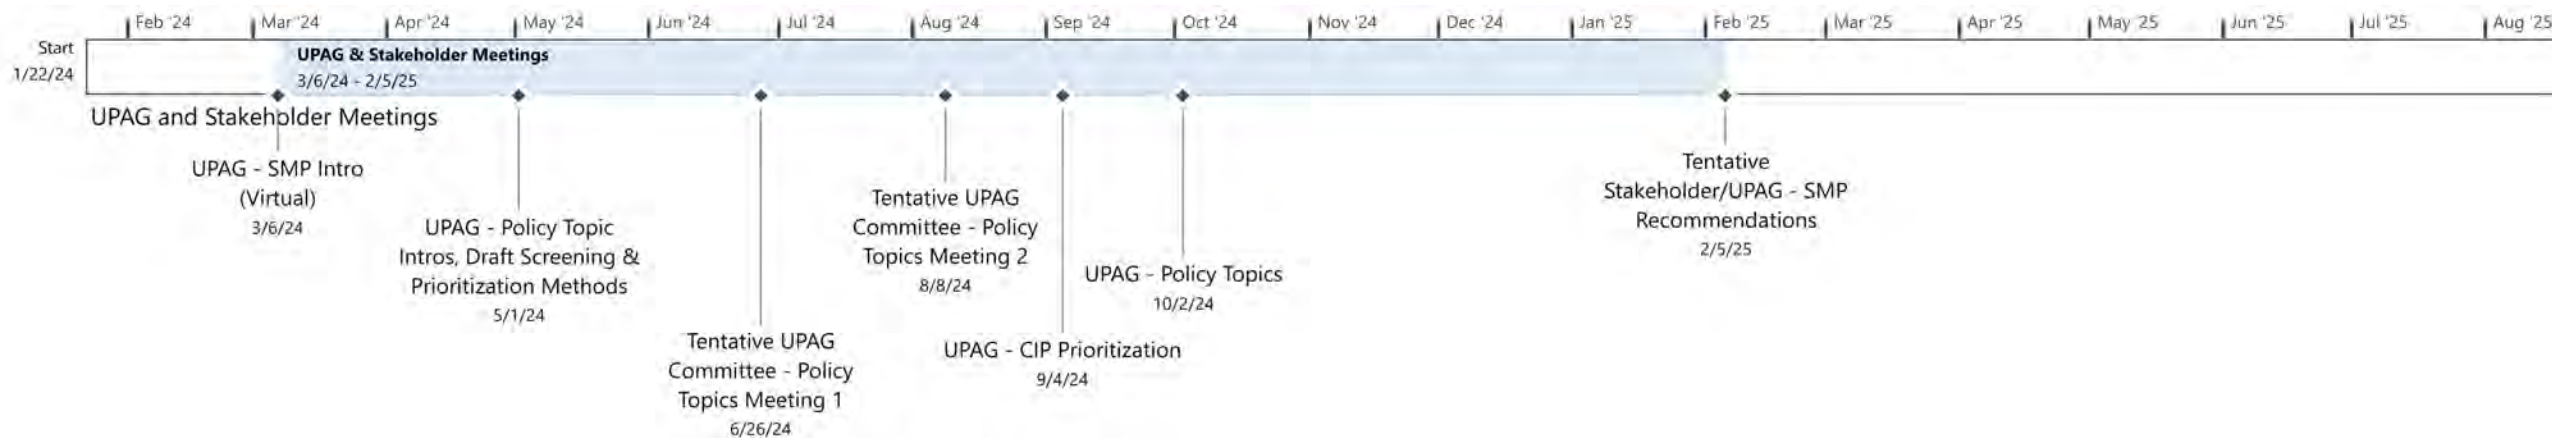 Feb '24
Mar '24
Apr '24
May '24
Jun '24
Jul '24
Aug '24
Sep '24
Oct '24
Nov '24
Dec '24
Jan '25
Feb '25
Mar '25
Apr '25
May '25
Jun '25
Jul '25
Aug '25
Start
1/22/24
UPAG & Stakeholder Meetings
3/6/24 - 2/5/25
UPAG and Stakeholder Meetings
UPAG - SMP Intro
(Virtual)
3/6/24
UPAG - Policy Topic
Intros, Draft Screening &
Prioritization Methods
5/1/24
Tentative UPAG
Committee - Policy
Topics Meeting 1
6/26/24
Tentative UPAG
Committee - Policy
Topics Meeting 2
8/8/24
UPAG - CIP Prioritization
9/4/24
UPAG - Policy Topics
10/2/24
Tentative
Stakeholder/UPAG - SMP
Recommendations
2/5/25